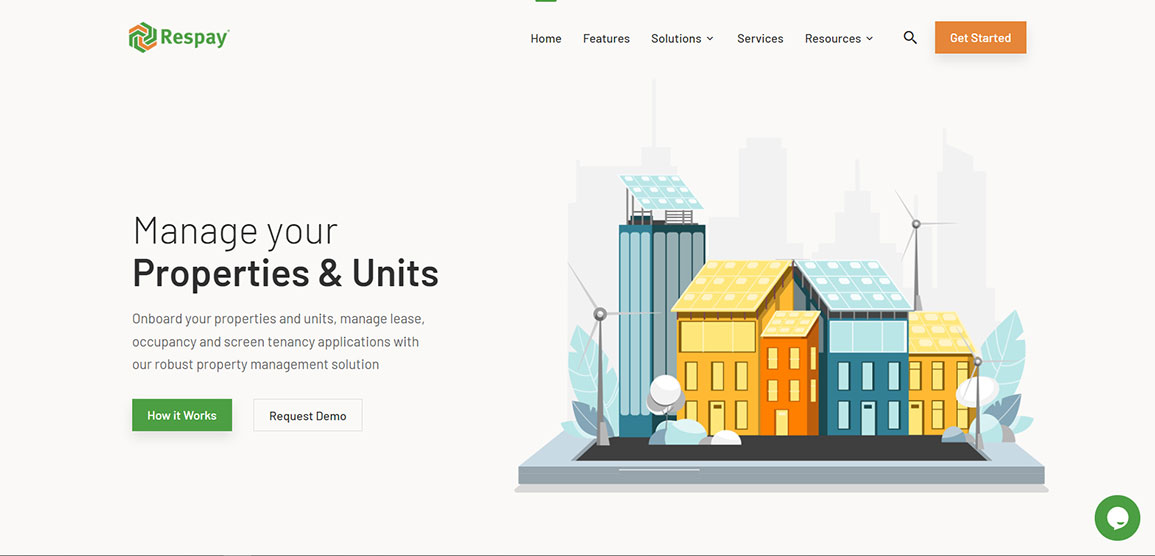 Respay
Home
Features
Solutions
Services
Resources
Get Started
Manage your
Properties & Units
Onboard your properties and units, manage lease,
occupancy and screen tenancy applications with
our robust property management solution
How it Works
Request Demo